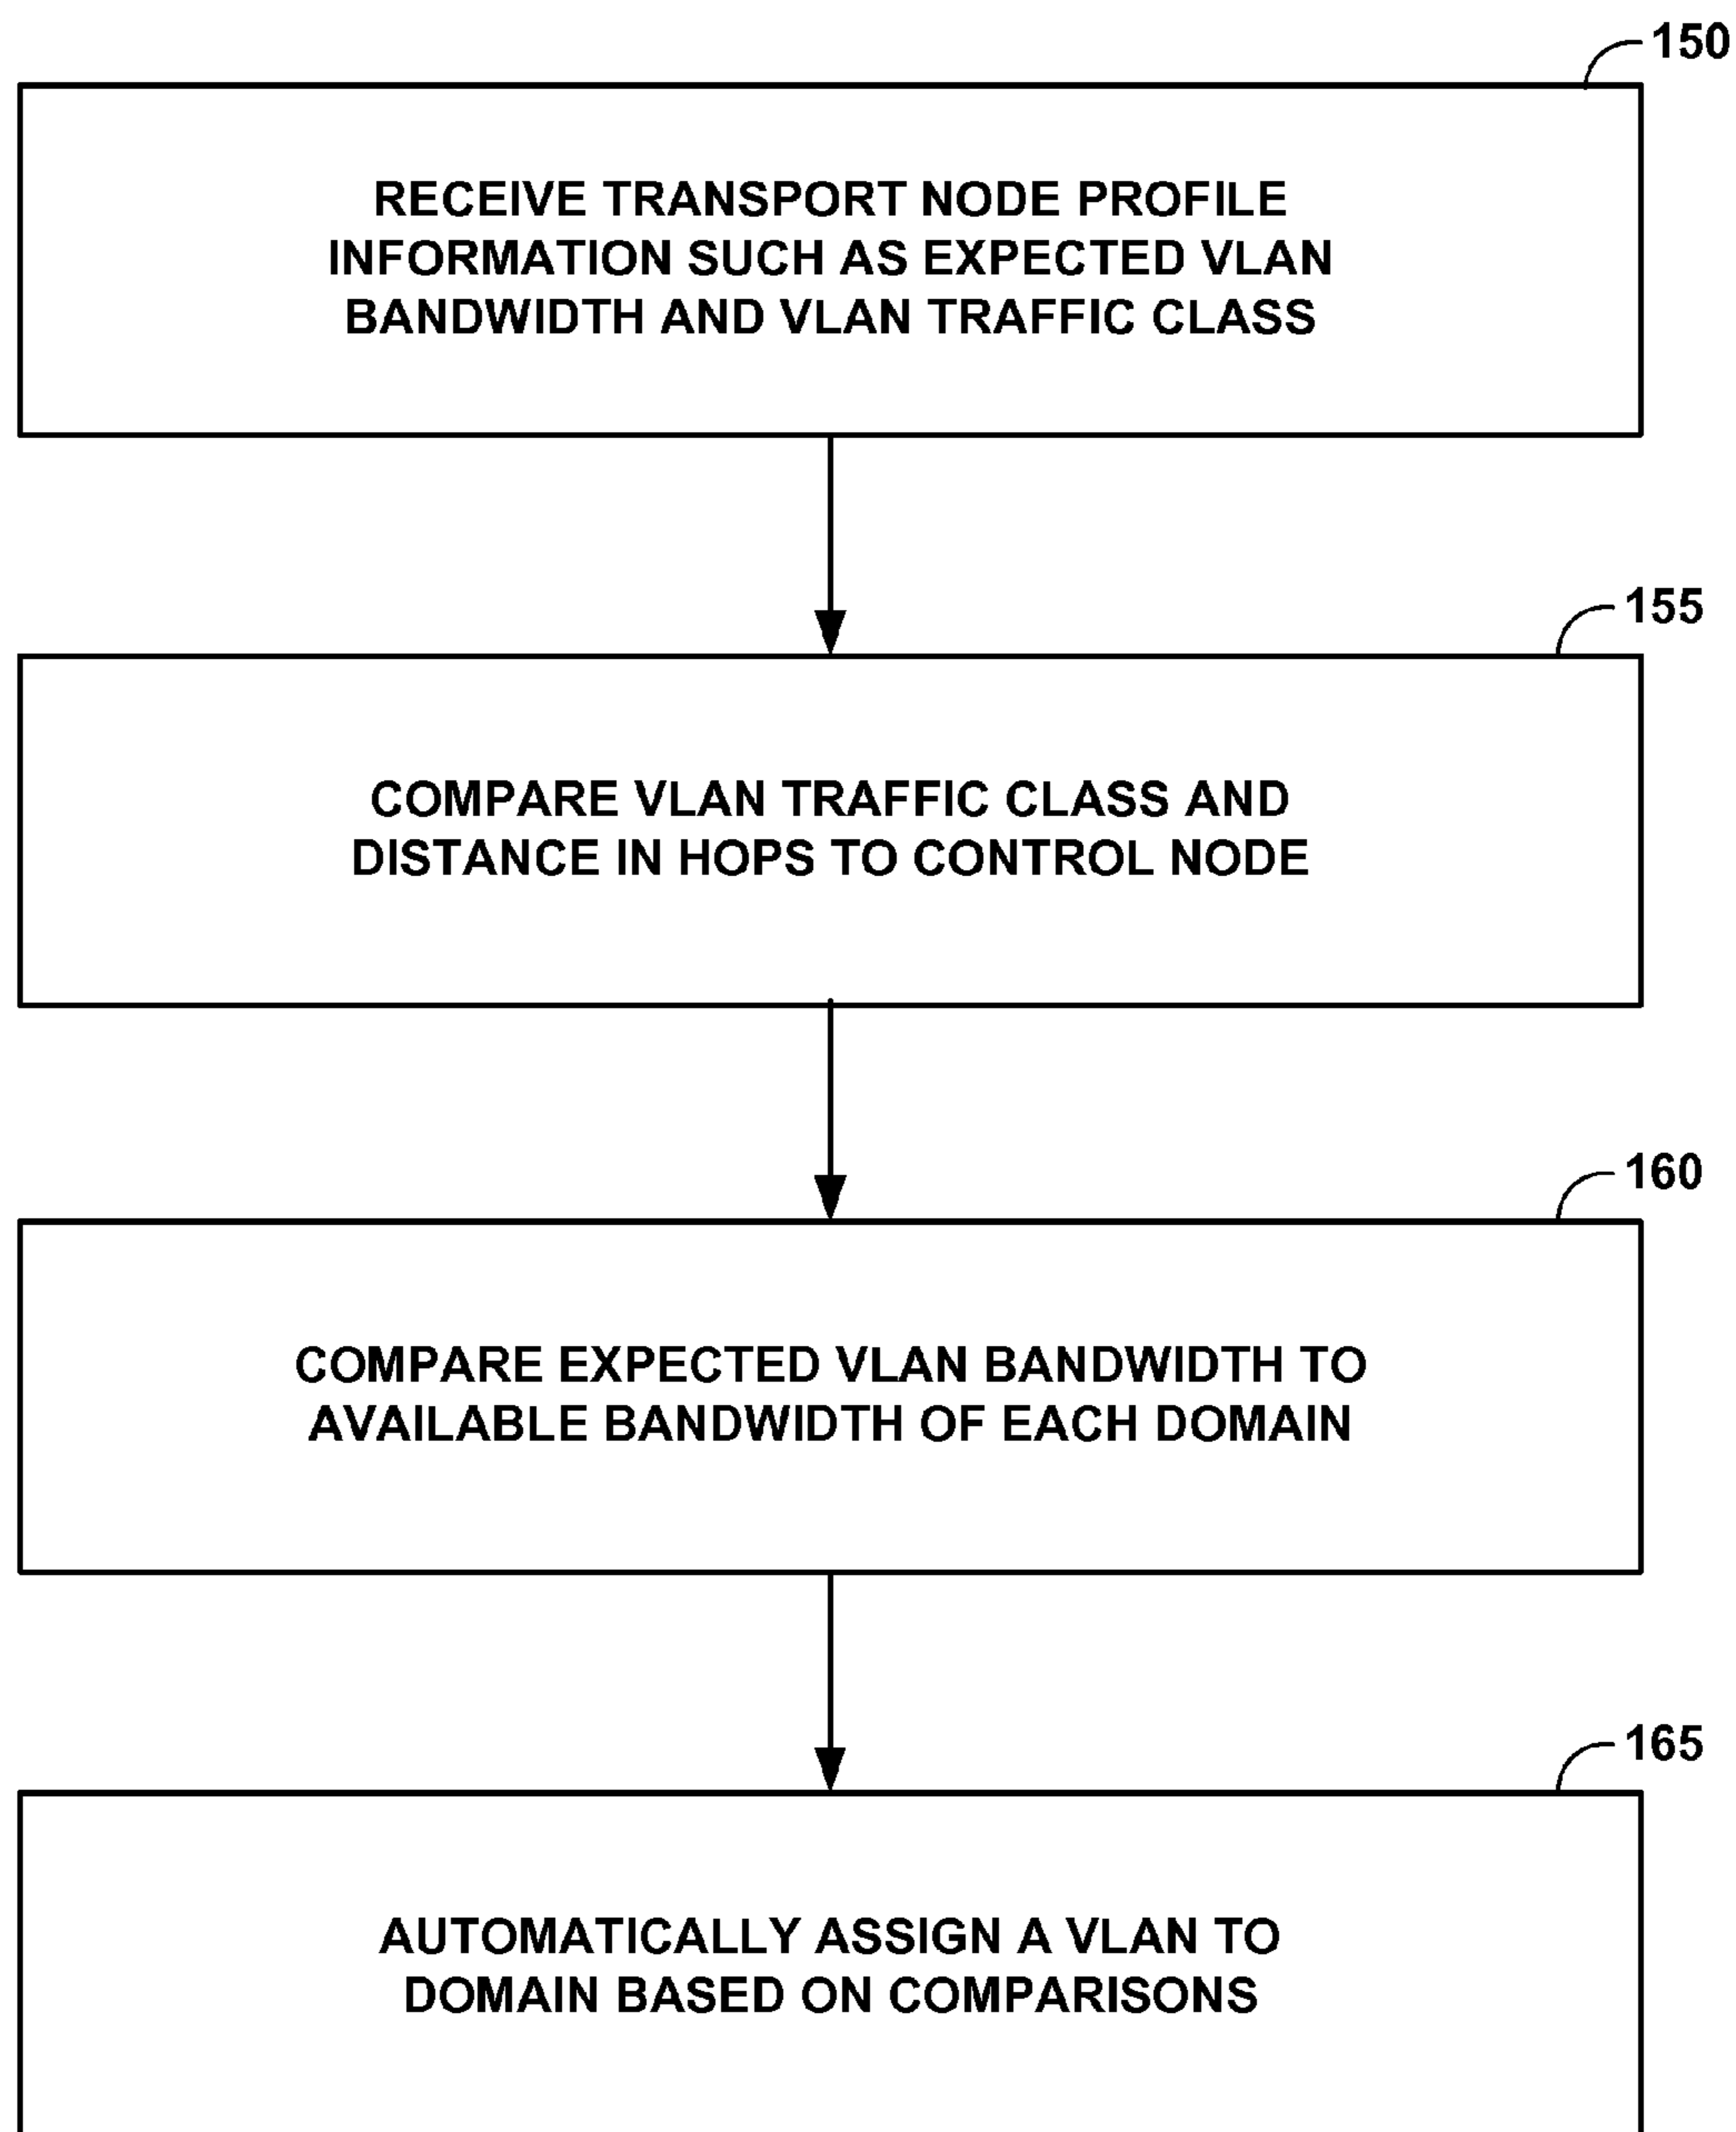 150
RECEIVE TRANSPORT NODE PROFILE
INFORMATION SUCH AS EXPECTED VLAN
BANDWIDTH AND VLAN TRAFFIC CLASS
155
COMPARE VLAN TRAFFIC CLASS AND
DISTANCE IN HOPS TO CONTROL NODE
160
COMPARE EXPECTED VLAN BANDWIDTH TO
AVAILABLE BANDWIDTH OF EACH DOMAIN
165
AUTOMATICALLY ASSIGN A VLAN TO
DOMAIN BASED ON COMPARISONS